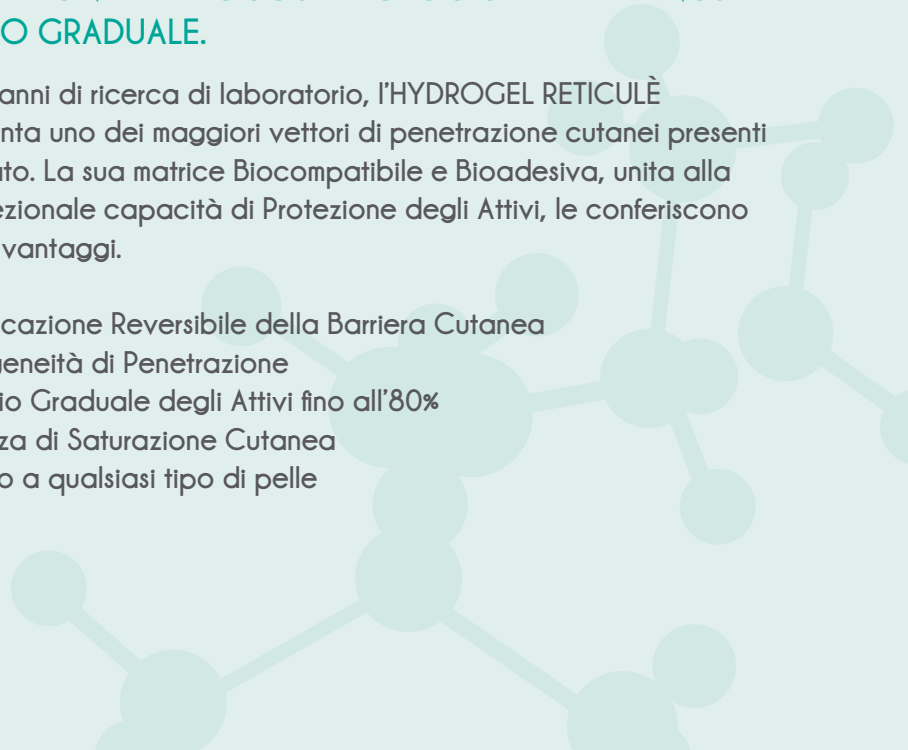 O GRADUALE.
anni di ricerca di laboratorio, l'HYDROGEL RETICULÈ
nta uno dei maggiori vettori di penetrazione cutanei presenti
to. La sua matrice Biocompatibile e Bioadesiva, unita alla
ezionale capacità di Protezione degli Attivi, le conferiscono
vantaggi.
cazione Reversibile della Barriera Cutanea
geneità di Penetrazione
io Graduale degli Attivi fino all'80%
za di Saturazione Cutanea
o a qualsiasi tipo di pelle